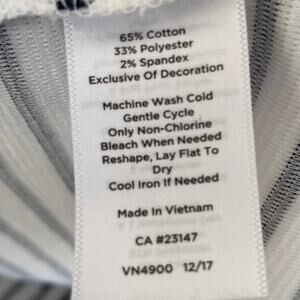 65% Cotton
33% Polyester
2% Spandex
Exclusive Of Decoration
Machine Wash Cold
Gentle Cycle
Only Non-Chlorine
Bleach When Needed
Reshape, Lay Flat To
Dry
Cool Iron If Needed
Made In Vietnam
CA #23147
VN4900 12/17